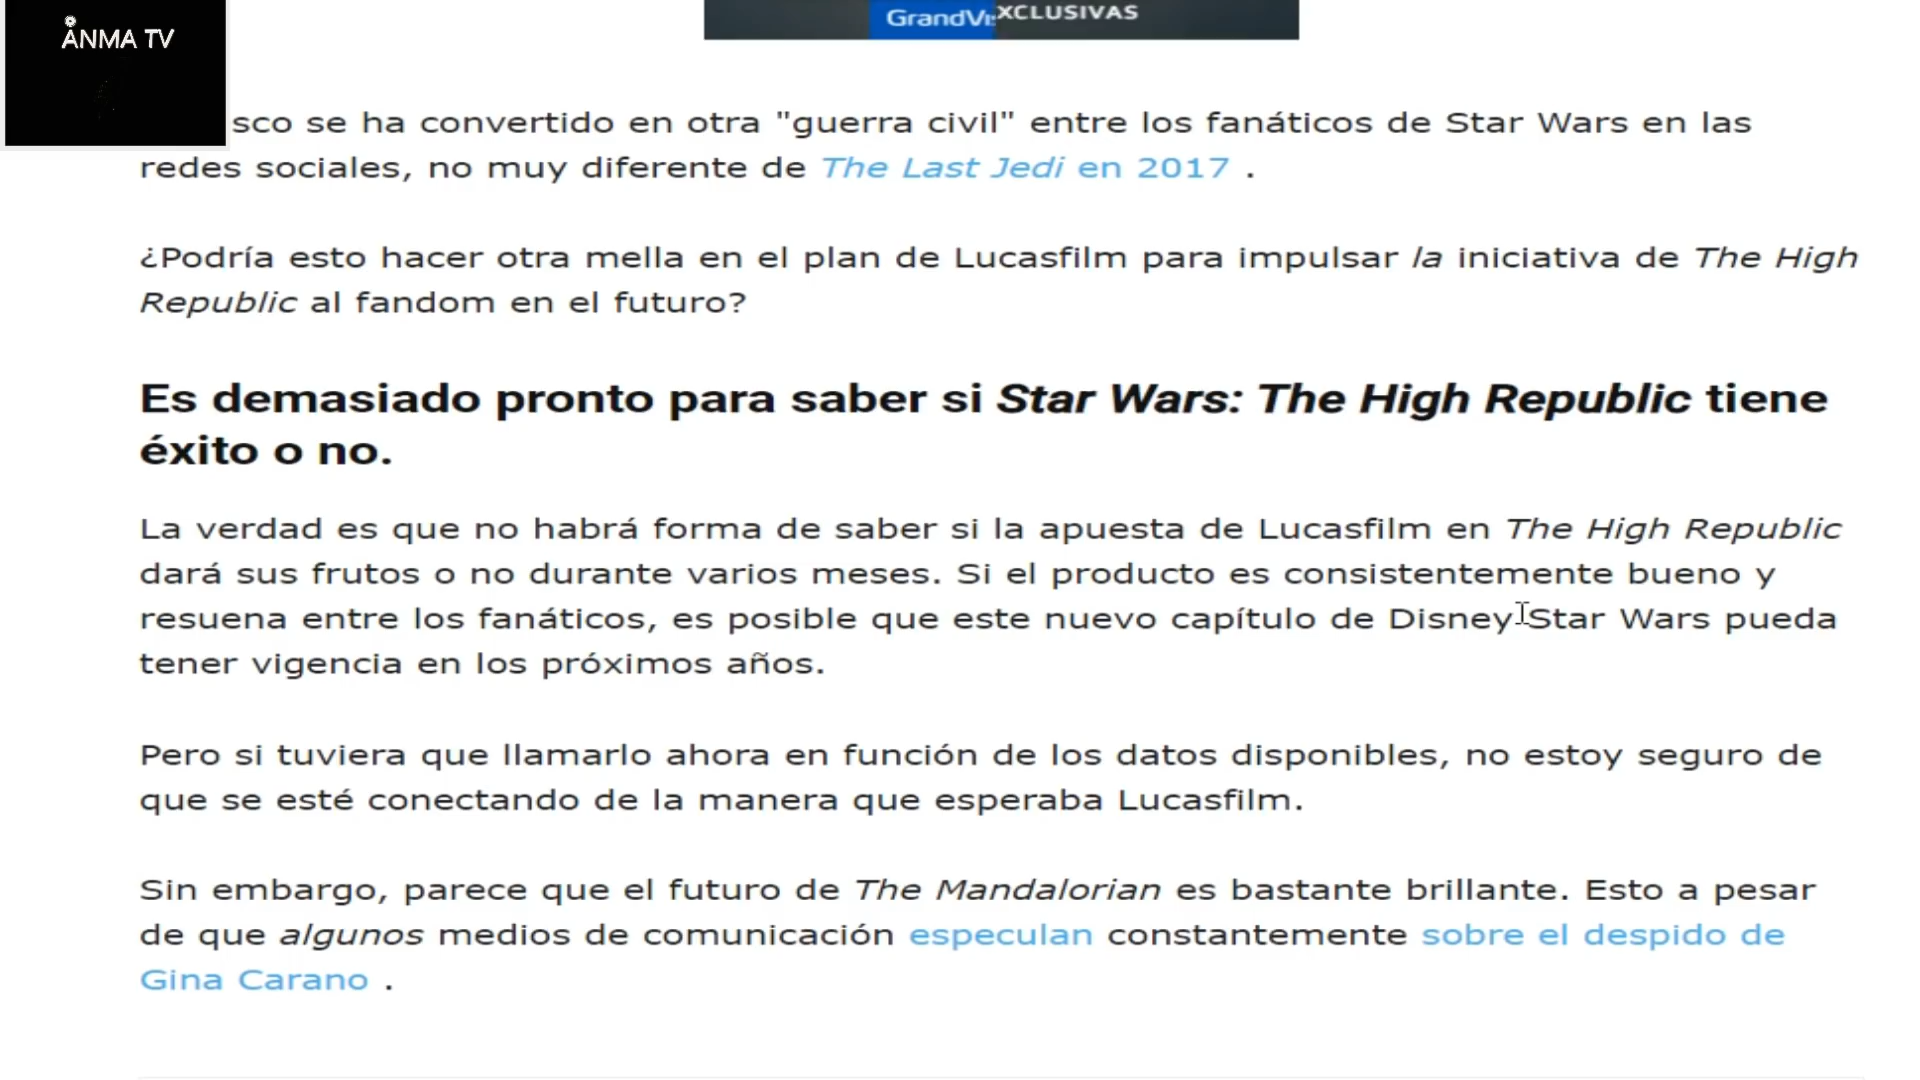 GrandVi
XCLUSIVAS
ANMA TV
sco se ha convertido en otra "guerra civil" entre los fanáticos de Star Wars en las
redes sociales, no muy diferente de The Last Jedi en 2017 .
¿Podría esto hacer otra mella en el plan de Lucasfilm para impulsar la iniciativa de The High
Republic al fandom en el futuro?
Es demasiado pronto para saber si Star Wars: The High Republic tiene
éxito o no.
La verdad es que no habrá forma de saber si la apuesta de Lucasfilm en The High Republic
dará sus frutos o no durante varios meses. Si el producto es consistentemente bueno y
resuena entre los fanáticos, es posible que este nuevo capítulo de Disney Star Wars pueda
tener vigencia en los próximos años.
Pero si tuviera que llamarlo ahora en función de los datos disponibles, no estoy seguro de
que se esté conectando de la manera que esperaba Lucasfilm.
Sin embargo, parece que el futuro de The Mandalorian es bastante brillante. Esto a pesar
de que algunos medios de comunicación especulan constantemente sobre el despido de
Gina Carano .